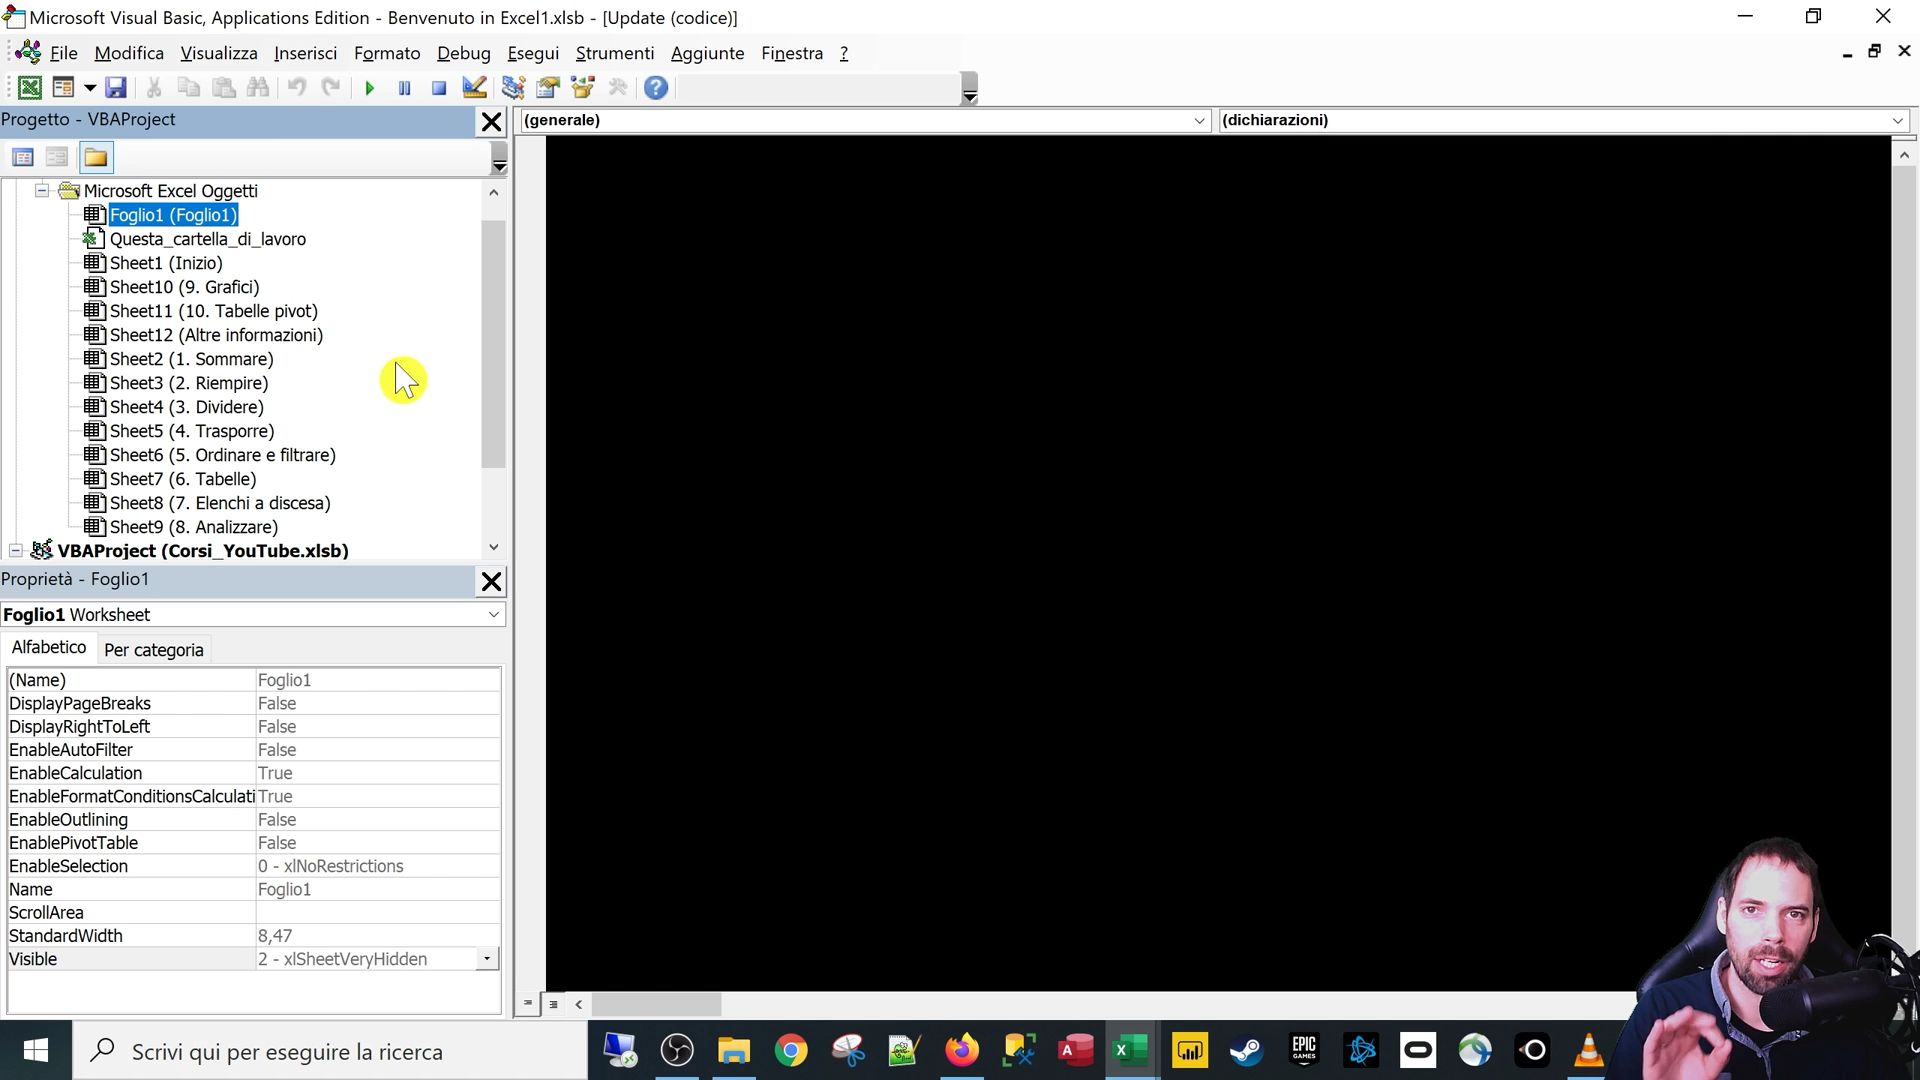 Microsoft Visual Basic, Applications Edition - Benvenuto in Excel1.xlsb - [Update (codice)]
File Modifica Visualizza Inserisci Formato Debug Esegui Strumenti Aggiunte Finestra ?
Progetto - VBAProject
(generale)
(dichiarazioni)
Microsoft Excel Oggetti
Foglio1 (Foglio1)
Questa_cartella_di_lavoro
Sheet1 (Inizio)
Sheet10 (9. Grafici)
Sheet11 (10. Tabelle pivot)
Sheet12 (Altre informazioni)
Sheet2 (1. Sommare)
Sheet3 (2. Riempire)
Sheet4 (3. Dividere)
Sheet5 (4. Trasporre)
Sheet6 (5. Ordinare e filtrare)
Sheet7 (6. Tabelle)
Sheet8 (7. Elenchi a discesa)
Sheet9 (8. Analizzare)
VBAProject (Corsi_YouTube.xlsb)
Proprietà - Foglio1
Foglio1 Worksheet
Alfabetico Per categoria
(Name) Foglio1
DisplayPageBreaks False
DisplayRightToLeft False
EnableAutoFilter False
EnableCalculation True
EnableFormatConditionsCalculati True
EnableOutlining False
EnablePivotTable False
EnableSelection 0 - xlNoRestrictions
Name Foglio1
ScrollArea
StandardWidth 8,47
Visible 2 - xlSheetVeryHidden
Scrivi qui per eseguire la ricerca
EPIC GAMES